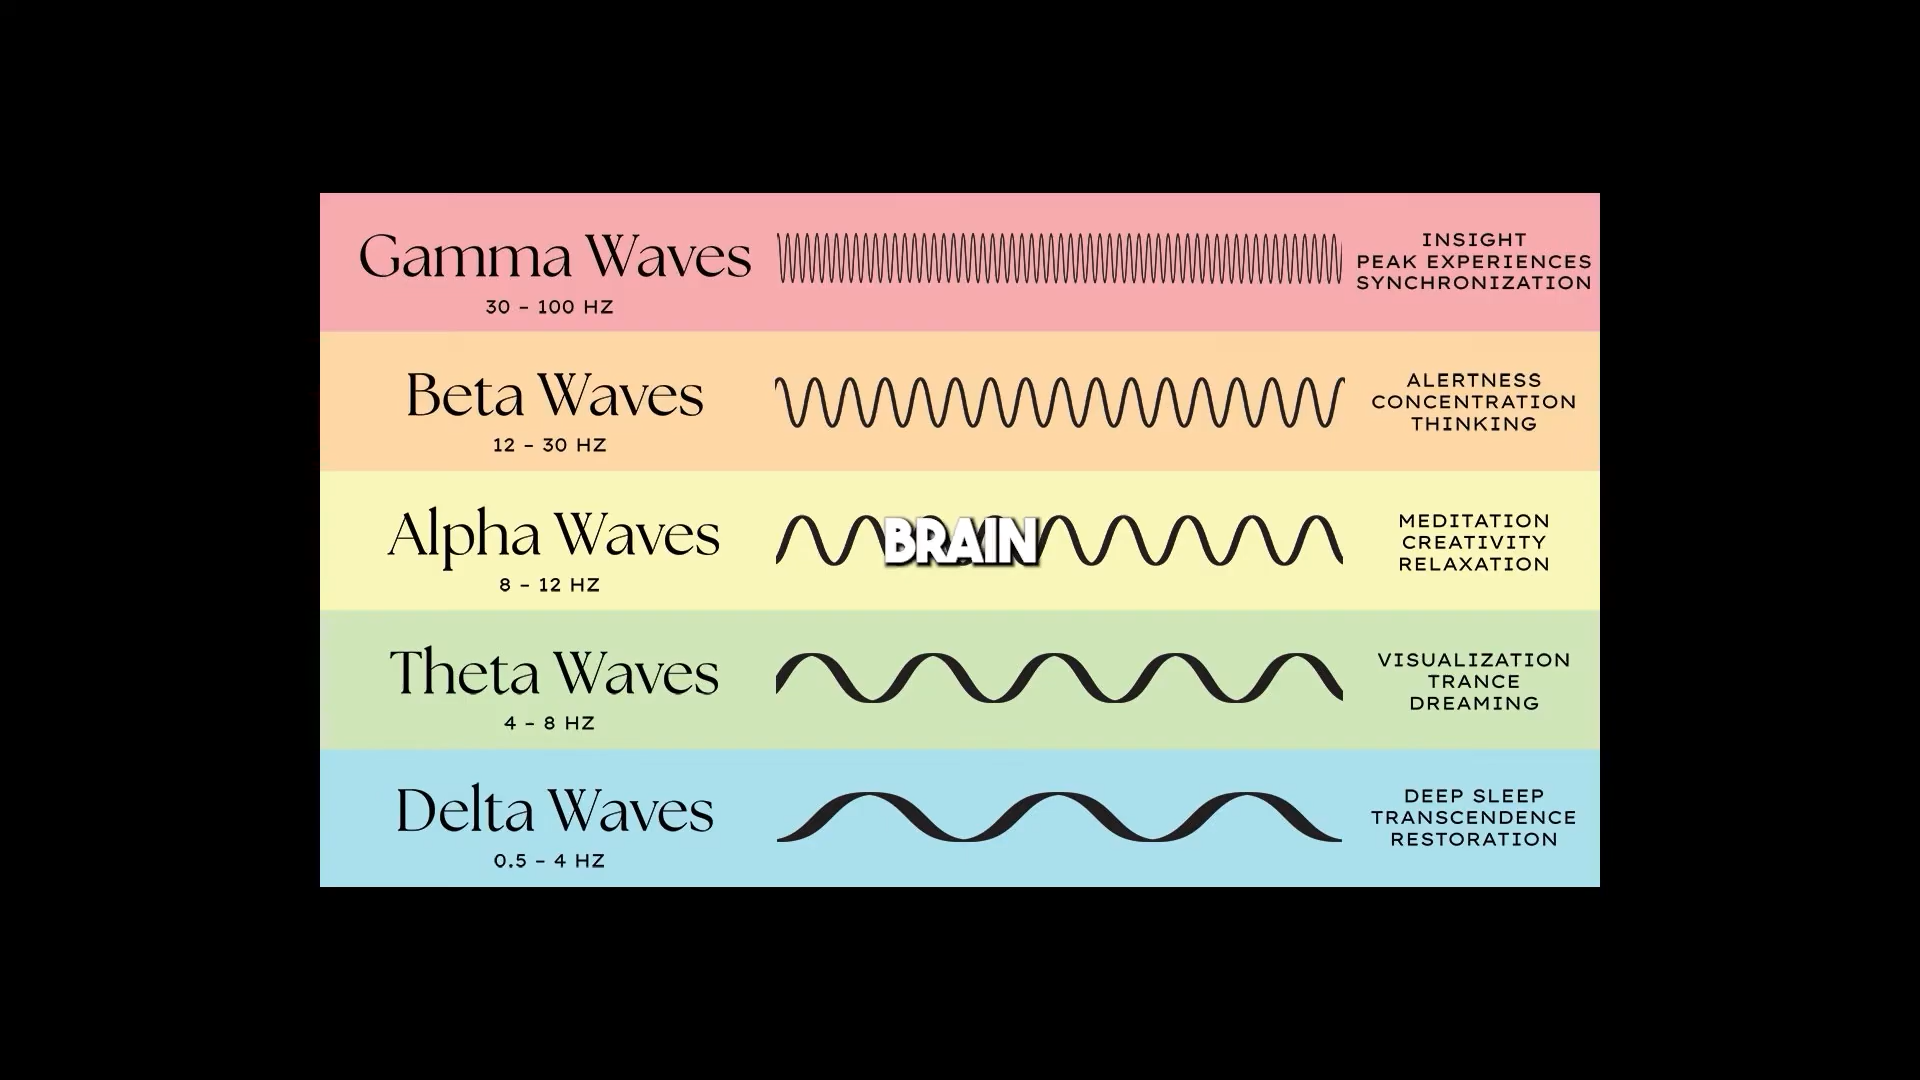 Gamma Waves
30 – 100 HZ
INSIGHT
PEAK EXPERIENCES
SYNCHRONIZATION
Beta Waves
12 – 30 HZ
ALERTNESS
CONCENTRATION
THINKING
Alpha Waves
8 – 12 HZ
BRAIN
MEDITATION
CREATIVITY
RELAXATION
Theta Waves
4 – 8 HZ
VISUALIZATION
TRANCE
DREAMING
Delta Waves
0.5 – 4 HZ
DEEP SLEEP
TRANSCENDENCE
RESTORATION